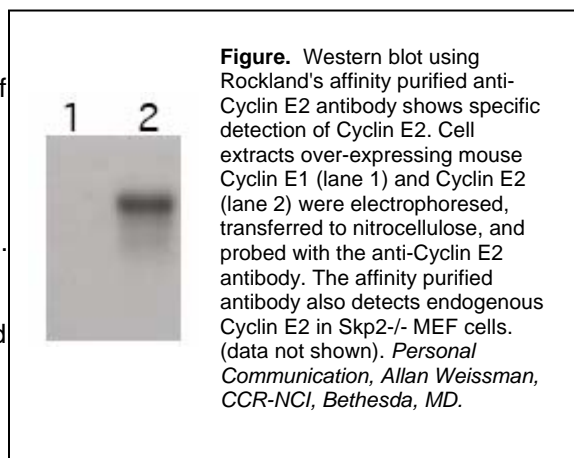 f
.
d
1 2
Figure. Western blot using
Rockland's affinity purified anti-
Cyclin E2 antibody shows specific
detection of Cyclin E2. Cell
extracts over-expressing mouse
Cyclin E1 (lane 1) and Cyclin E2
(lane 2) were electrophoresed,
transferred to nitrocellulose, and
probed with the anti-Cyclin E2
antibody. The affinity purified
antibody also detects endogenous
Cyclin E2 in Skp2-/- MEF cells.
(data not shown). Personal
Communication, Allan Weissman,
CCR-NCI, Bethesda, MD.